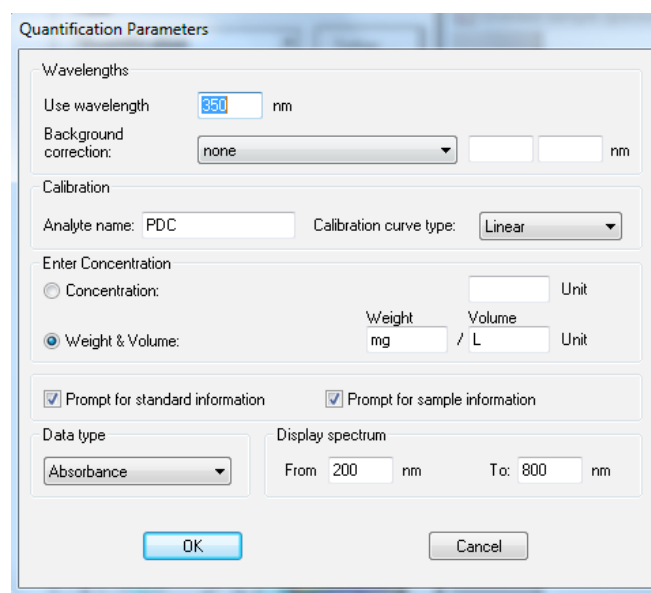 Quantification Parameters
Wavelengths
Use wavelength 350 nm
Background
correction: none nm
Calibration
Analyte name: PDC Calibration curve type: Linear
Enter Concentration
Concentration: Unit
Weight Volume
Weight & Volume: mg / L Unit
Prompt for standard information Prompt for sample information
Data type Display spectrum
Absorbance From 200 nm To: 800 nm
OK Cancel